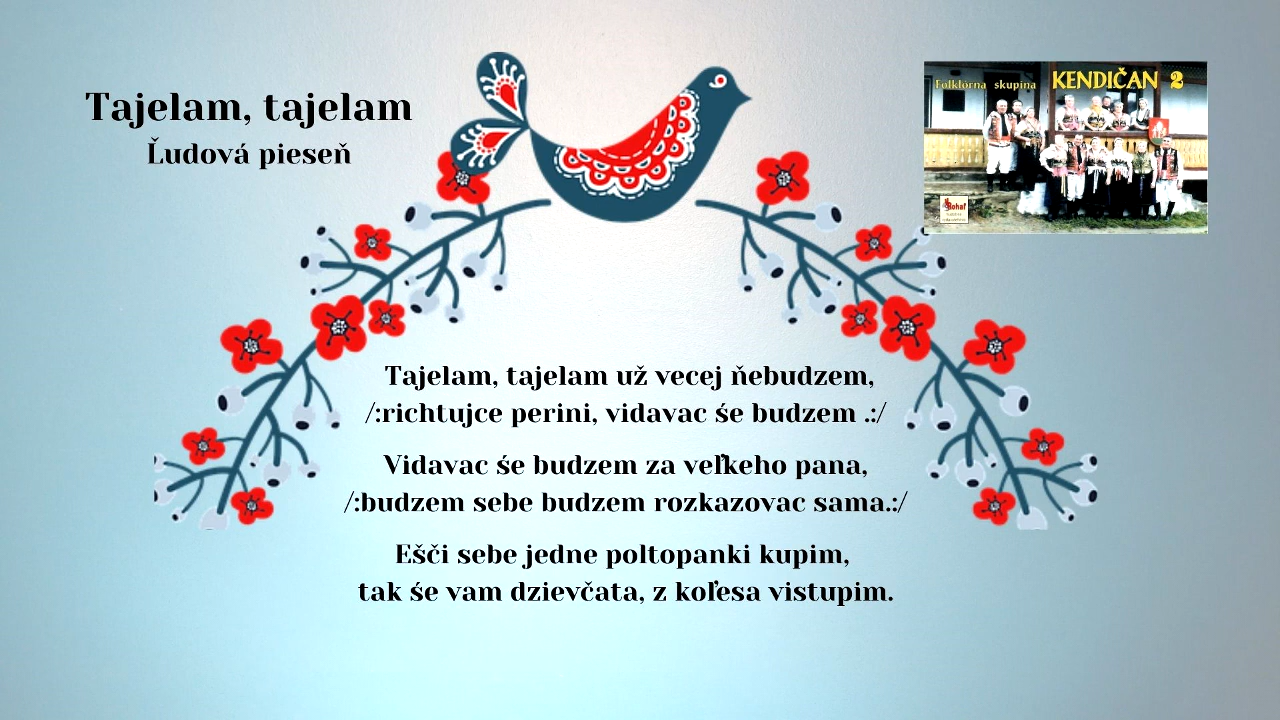 Tajelam, tajelam
Ľudová pieseň
Folklórna skupina KENDIČAN 2
Tajelam, tajelam už vecej ňebudzem,
/:richtujce perini, vidavac śe budzem .:/
Vidavac śe budzem za veľkeho pana,
/:budzem sebe budzem rozkazovac sama.:/
Ešči sebe jedne poltopanki kupim,
tak śe vam dzievčata, z koľesa vistupim.